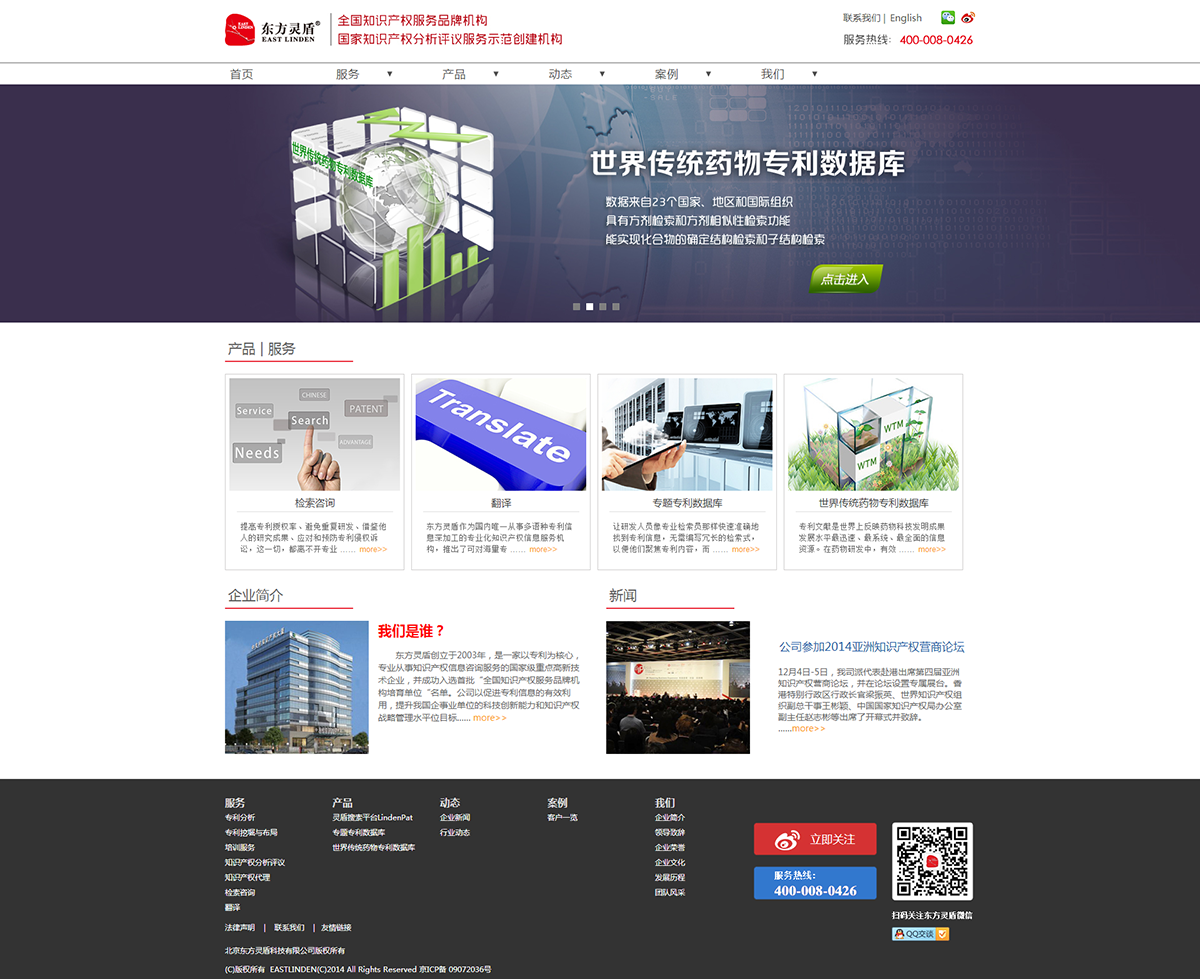 EAST LINDEN
东方灵盾®
EAST LINDEN
全国知识产权服务品牌机构
国家知识产权分析评议服务示范创建机构
联系我们 | English
服务热线: 400-008-0426
首页 服务 ▼ 产品 ▼ 动态 ▼ 案例 ▼ 我们 ▼
世界传统药物专利数据库
世界传统药物专利数据库
数据来自23个国家、地区和国际组织
具有方剂检索和方剂相似性检索功能
能实现化合物的确定结构检索和子结构检索
点击进入
产品 | 服务
CHINESE
Service
PATENT
Search
ADVANTAGE
Needs
Translate
WTM
WTM
检索咨询
提高专利授权率、避免重复研发、借鉴他
人的研究成果、应对和预防专利侵权诉
讼，这一切，都离不开专业 …… more>>
翻译
东方灵盾作为国内唯一从事多语种专利信
息深加工的专业化知识产权信息服务机
构，推出了可对海量专 …… more>>
专题专利数据库
让研发人员象专业检索员那样快速准确地
找到专利信息，无需编写冗长的检索式，
以便他们聚焦专利内容，而 …… more>>
世界传统药物专利数据库
专利文献是世界上反映药物科技发明成果
发展水平最迅速、最系统、最全面的信息
资源。在药物研发中，有效 …… more>>
企业简介
我们是谁？
东方灵盾创立于2003年，是一家以专利为核心，
专业从事知识产权信息咨询服务的国家级重点高新技
术企业，并成功入选首批“全国知识产权服务品牌机
构培育单位“名单。公司以促进专利信息的有效利
用，提升我国企事业单位的科技创新能力和知识产权
战略管理水平位目标…… more>>
新闻
公司参加2014亚洲知识产权营商论坛
12月4日-5日，我司派代表赴港出席第四届亚洲
知识产权营商论坛，并在论坛设置专属展台。香
港特别行政区行政长官梁振英、世界知识产权组
织副总干事王彬颖、中国国家知识产权局办公室
副主任赵志彬等出席了开幕式并致辞。
……more>>
服务
专利分析
专利挖掘与布局
培训服务
知识产权分析评议
知识产权代理
检索咨询
翻译
产品
灵盾搜索平台LindenPat
专题专利数据库
世界传统药物专利数据库
动态
企业新闻
行业动态
案例
客户一览
我们
企业简介
领导致辞
企业荣誉
企业文化
发展历程
团队风采
立即关注
服务热线:
400-008-0426
扫码关注东方灵盾微信
QQ交谈
法律声明 | 联系我们 | 友情链接
北京东方灵盾科技有限公司版权所有
(C)版权所有 EASTLINDEN(C)2014 All Rights Reserved 京ICP备 09072036号